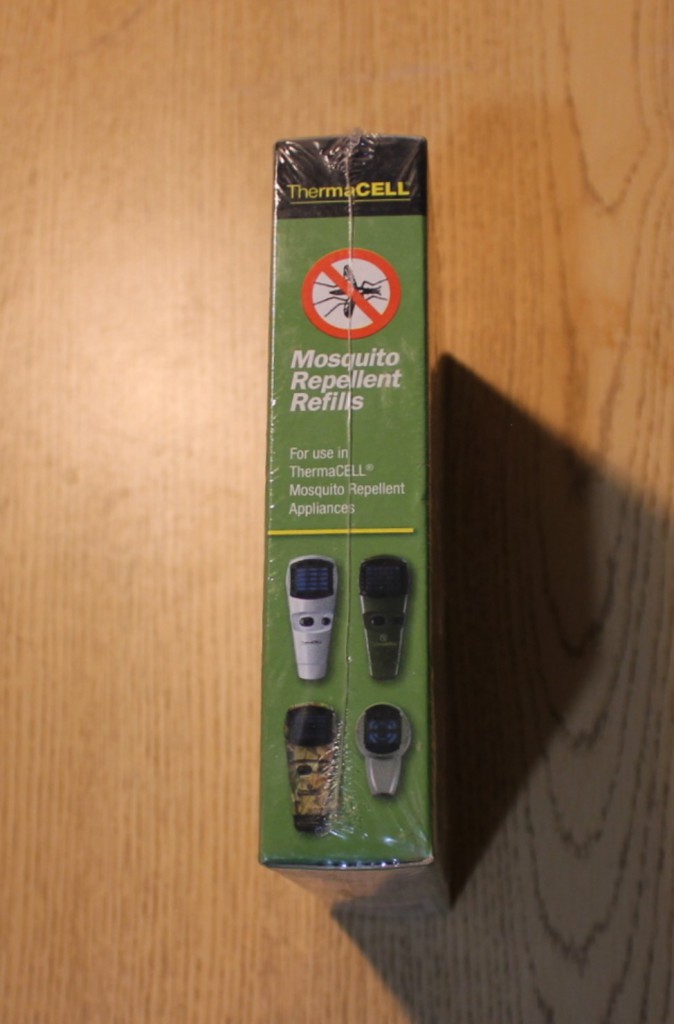 ThermaCELL
Mosquito
Repellent
Refills
For use in
ThermaCELL®
Mosquito Repellent
Appliances